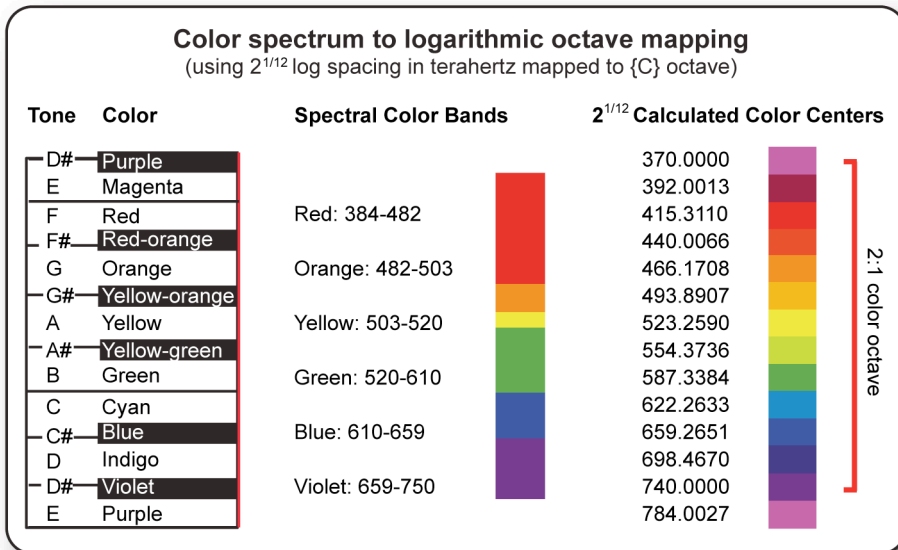 Color spectrum to logarithmic octave mapping
(using 2^1/12 log spacing in terahertz mapped to {C} octave)
Tone Color Spectral Color Bands 2^1/12 Calculated Color Centers
D# Purple 370.0000
E Magenta 392.0013
F Red Red: 384-482 415.3110
F# Red-orange 440.0066
G Orange Orange: 482-503 466.1708
G# Yellow-orange 493.8907
A Yellow Yellow: 503-520 523.2590
A# Yellow-green 554.3736
B Green Green: 520-610 587.3384
C Cyan 622.2633
C# Blue Blue: 610-659 659.2651
D Indigo 698.4670
D# Violet Violet: 659-750 740.0000
E Purple 784.0027
2:1 color octave